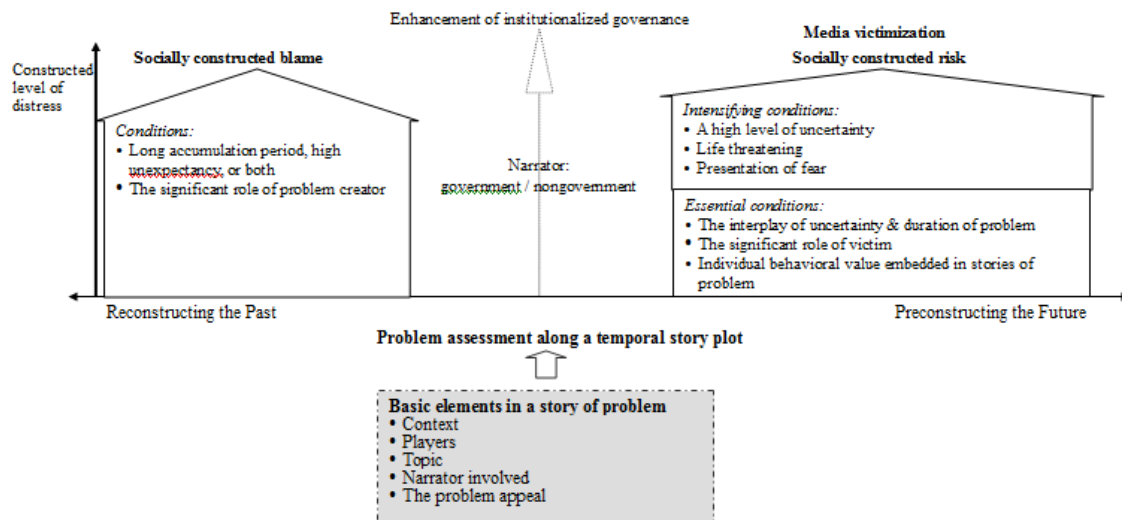 Enhancement of institutionalized governance
Constructed
level of
distress
Socially constructed blame
Conditions:
• Long accumulation period, high
unexpectancy, or both
• The significant role of problem creator
Narrator:
government / nongovernment
Media victimization
Socially constructed risk
Intensifying conditions:
• A high level of uncertainty
• Life threatening
• Presentation of fear
Essential conditions:
• The interplay of uncertainty & duration of problem
• The significant role of victim
• Individual behavioral value embedded in stories of
problem
Reconstructing the Past
Preconstructing the Future
Problem assessment along a temporal story plot
Basic elements in a story of problem
• Context
• Players
• Topic
• Narrator involved
• The problem appeal